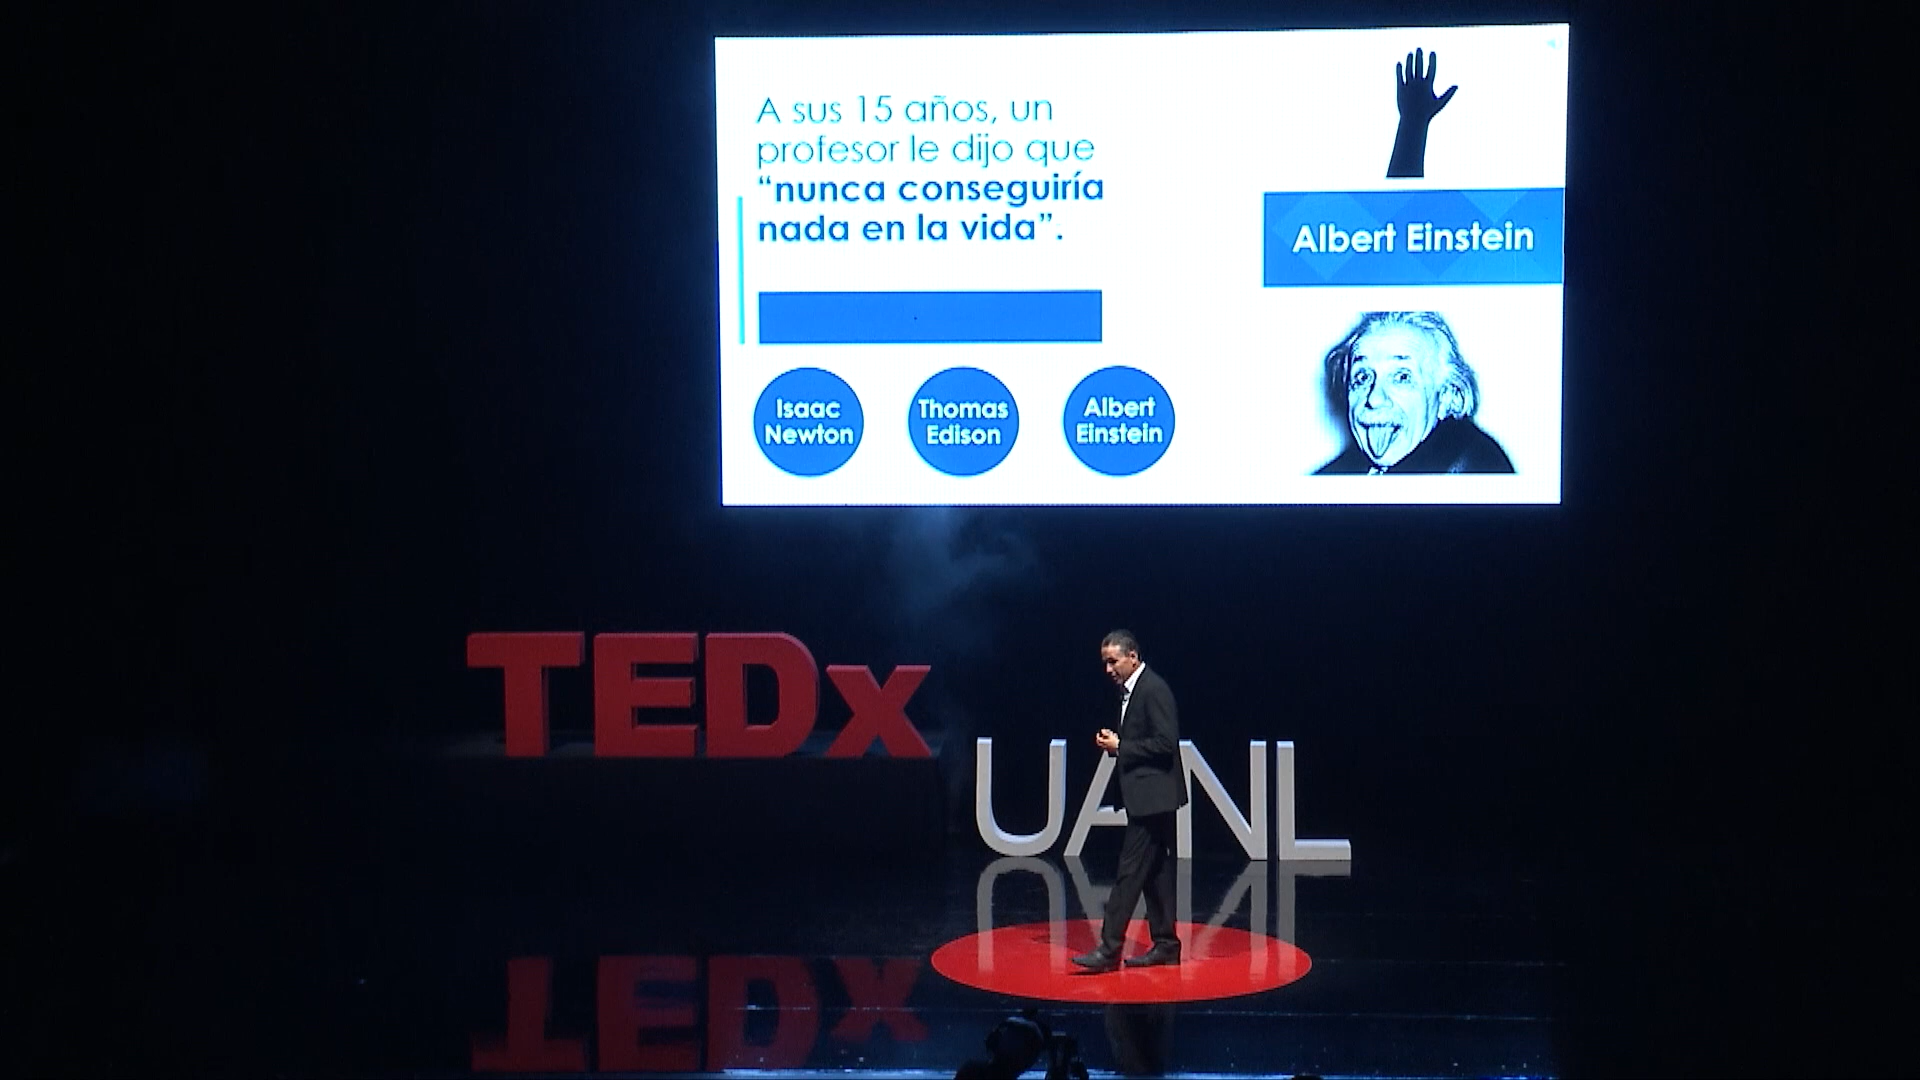 A sus 15 años, un
profesor le dijo que
“nunca conseguiría
nada en la vida”.
Albert Einstein
Isaac
Newton
Thomas
Edison
Albert
Einstein
TEDx
UANL